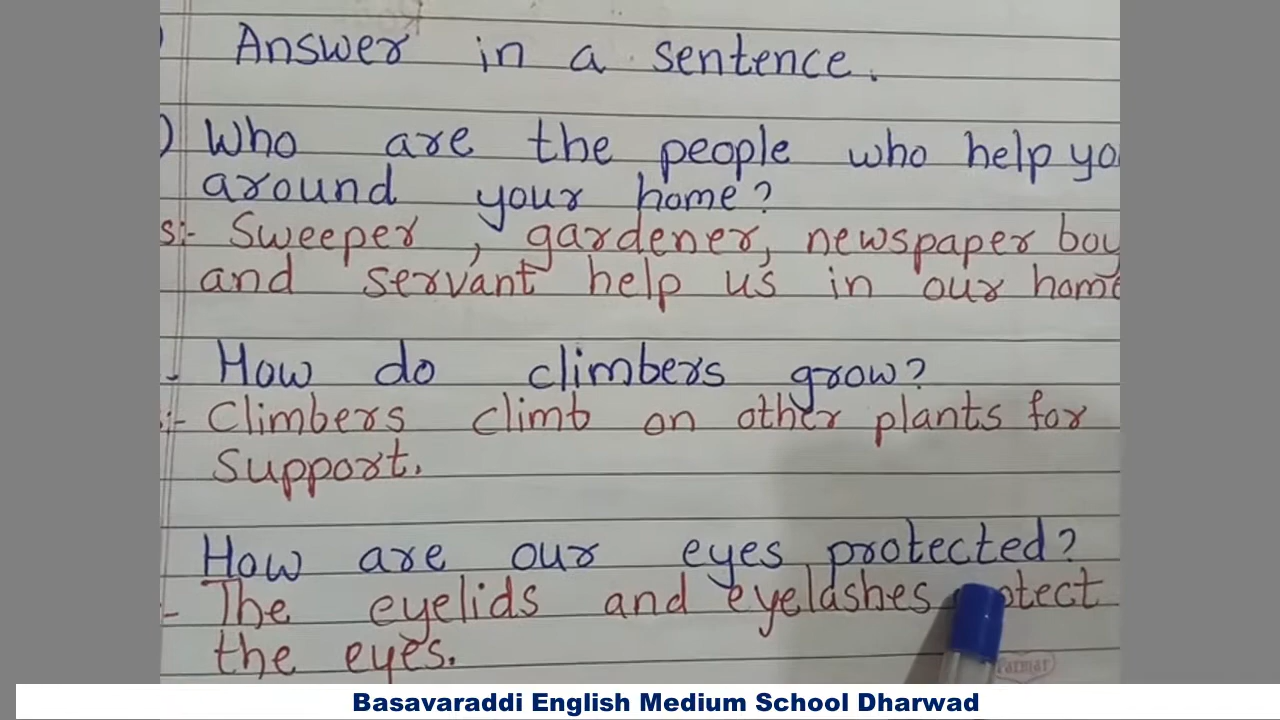 ) Answer in a sentence.
) Who are the people who help yo
around your home?
s:- Sweeper, gardener, newspaper boy
and servant help us in our home
How do climbers grow?
:- Climbers climb on other plants for
support.
How are our eyes protected?
- The eyelids and eyelashes otect
the eyes.
Parmar
Basavaraddi English Medium School Dharwad